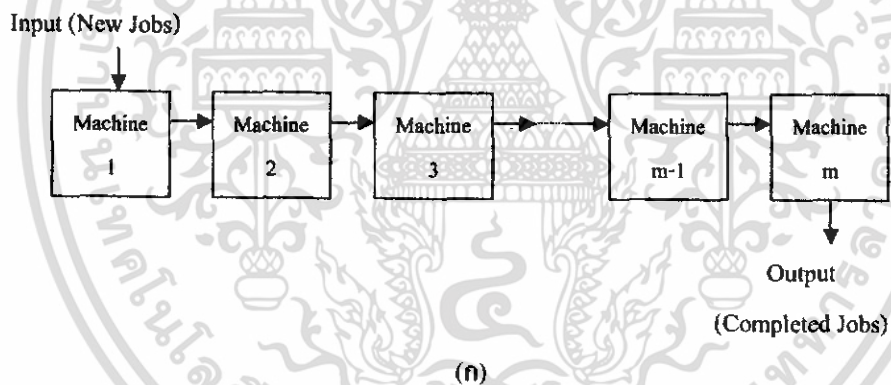 Input (New Jobs)
Machine
1
Machine
2
Machine
3
Machine
m-1
Machine
m
Output
(Completed Jobs)
(ก)